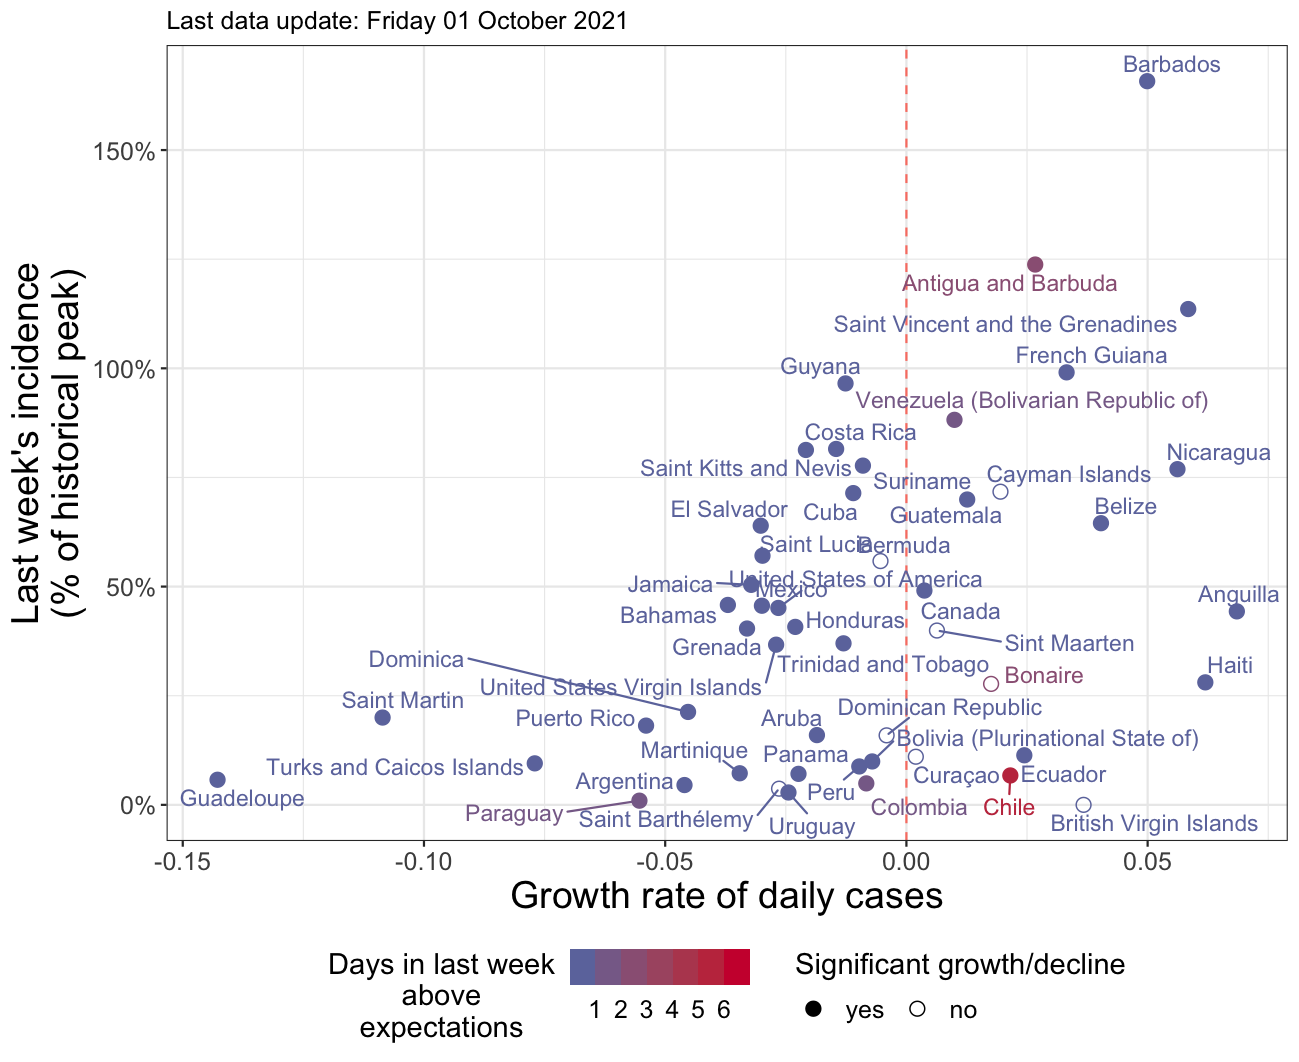 Last data update: Friday 01 October 2021
Last week's incidence
(% of historical peak)
150%
100%
50%
0%
Barbados
Antigua and Barbuda
Saint Vincent and the Grenadines
French Guiana
Guyana
Venezuela (Bolivarian Republic of)
Costa Rica
Nicaragua
Saint Kitts and Nevis
Cayman Islands
Suriname
Belize
El Salvador
Cuba
Guatemala
Saint Lucia
Bermuda
United States of America
Jamaica
Mexico
Anguilla
Bahamas
Canada
Honduras
Sint Maarten
Grenada
Dominica
Trinidad and Tobago
Haiti
Bonaire
United States Virgin Islands
Saint Martin
Dominican Republic
Puerto Rico
Aruba
Bolivia (Plurinational State of)
Martinique
Panama
Turks and Caicos Islands
Curaçao
Ecuador
Argentina
Peru
Guadeloupe
Colombia
Chile
Paraguay
Saint Barthélemy
British Virgin Islands
Uruguay
-0.15
-0.10
-0.05
0.00
0.05
Growth rate of daily cases
Days in last week
above
expectations
1 2 3 4 5 6
Significant growth/decline
yes
no